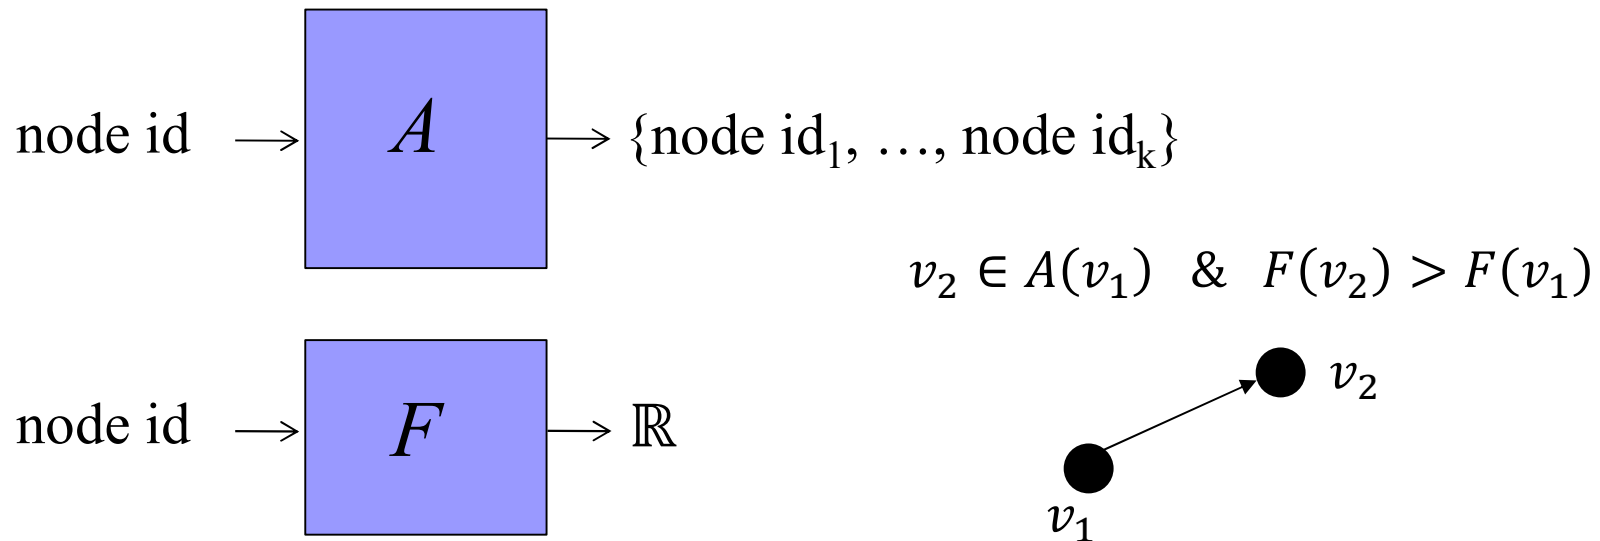 node id A {node id₁, …, node idₖ}
v₂ ∈ A(v₁) & F(v₂) > F(v₁)
node id F ℝ
v₂
v₁